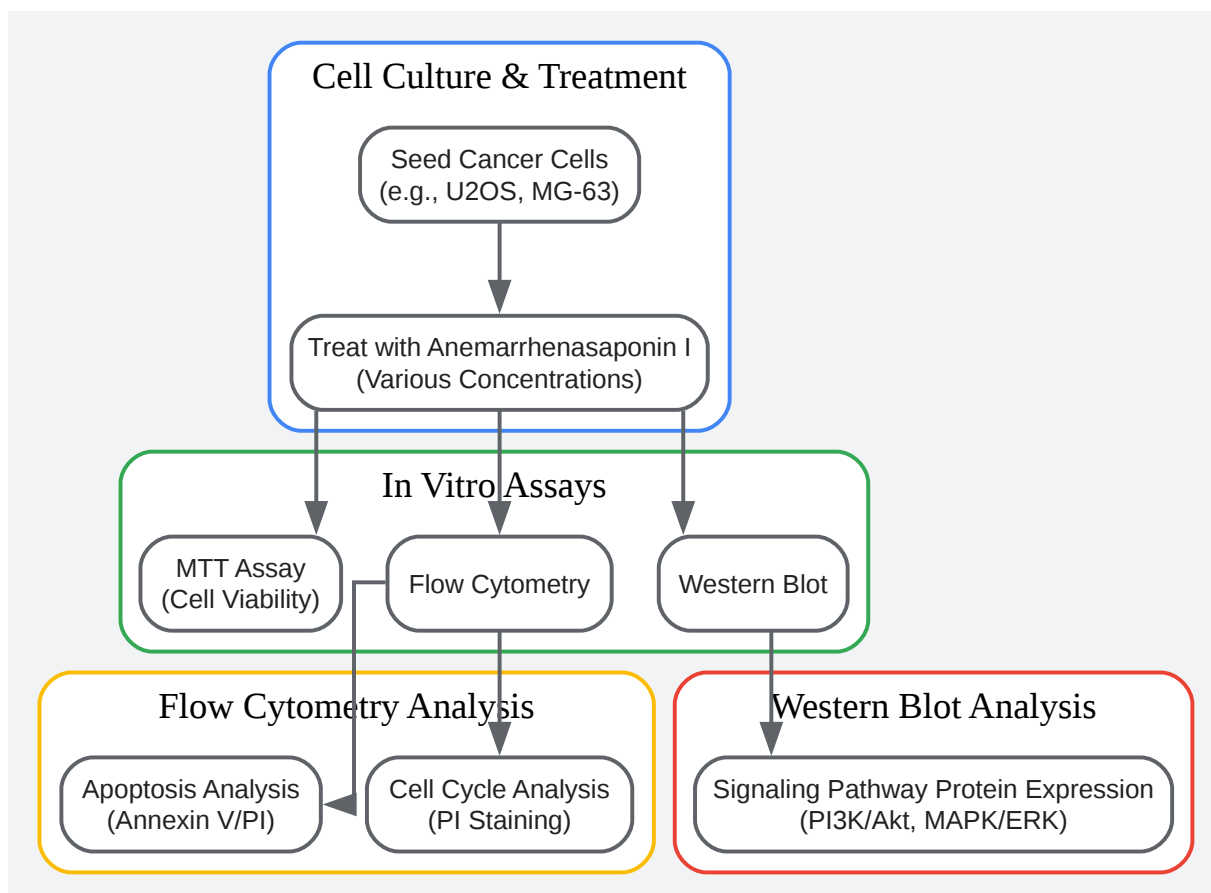 Cell Culture & Treatment
Seed Cancer Cells
(e.g., U2OS, MG-63)
Treat with Anemarrhenasaponin I
(Various Concentrations)
In Vitro Assays
MTT Assay
(Cell Viability)
Flow Cytometry
Western Blot
Flow Cytometry Analysis
Apoptosis Analysis
(Annexin V/PI)
Cell Cycle Analysis
(PI Staining)
Western Blot Analysis
Signaling Pathway Protein Expression
(PI3K/Akt, MAPK/ERK)